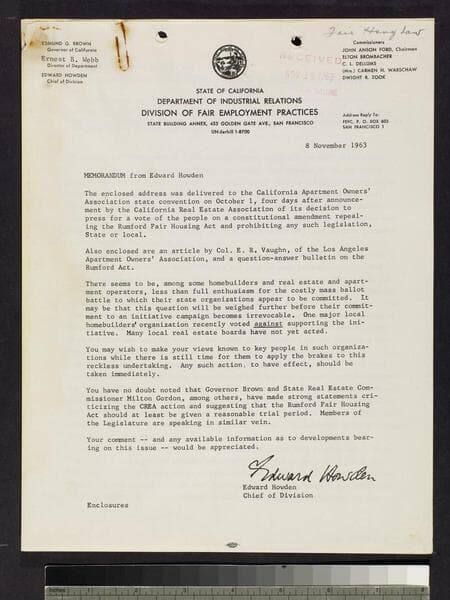 Fair Hsng law
EDMUND G. BROWN
Governor of California
Ernest B. Webb
Director of Department
EDWARD HOWDEN
Chief of Division
Commissioners
JOHN ANSON FORD, Chairman
ELTON BROMBACHER
C. L. DELLUMS
(Mrs.) CARMEN H. WARSCHAW
DWIGHT R. ZOOK
RECEIVED
STATE OF CALIFORNIA
DEPARTMENT OF INDUSTRIAL RELATIONS
DIVISION OF FAIR EMPLOYMENT PRACTICES
STATE BUILDING ANNEX, 455 GOLDEN GATE AVE., SAN FRANCISCO
UNderhill 1-8700
Address Reply To:
FEPC, P. O. BOX 603
SAN FRANCISCO 1
8 November 1963
MEMORANDUM from Edward Howden
The enclosed address was delivered to the California Apartment Owners'
Association state convention on October 1, four days after announce-
ment by the California Real Estate Association of its decision to
press for a vote of the people on a constitutional amendment repeal-
ing the Rumford Fair Housing Act and prohibiting any such legislation,
State or local.
Also enclosed are an article by Col. E. R. Vaughn, of the Los Angeles
Apartment Owners' Association, and a question-answer bulletin on the
Rumford Act.
There seems to be, among some homebuilders and real estate and apart-
ment operators, less than full enthusiasm for the costly mass ballot
battle to which their state organizations appear to be committed. It
may be that this question will be weighed further before their commit-
ment to an initiative campaign becomes irrevocable. One major local
homebuilders' organization recently voted against supporting the ini-
tiative. Many local real estate boards have not yet acted.
You may wish to make your views known to key people in such organiza-
tions while there is still time for them to apply the brakes to this
reckless undertaking. Any such action, to have effect, should be
taken immediately.
You have no doubt noted that Governor Brown and State Real Estate Com-
missioner Milton Gordon, among others, have made strong statements cri-
ticizing the CREA action and suggesting that the Rumford Fair Housing
Act should at least be given a reasonable trial period. Members of
the Legislature are speaking in similar vein.
Your comment -- and any available information as to developments bear-
ing on this issue -- would be appreciated.
Edward Howden
Edward Howden
Chief of Division
Enclosures